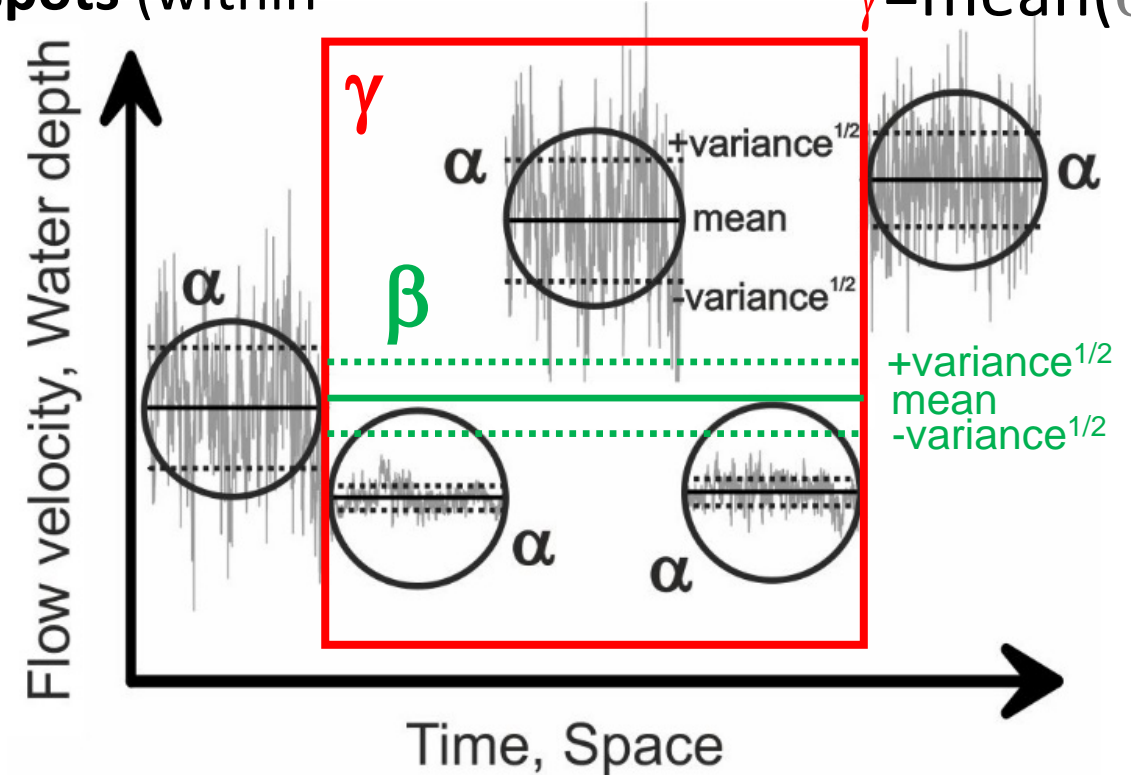 spots (within
γ=mean(
Flow velocity, Water depth
γ
α
+variance1/2
α
mean
α
β
-variance1/2
+variance1/2
mean
-variance1/2
α
α
Time, Space